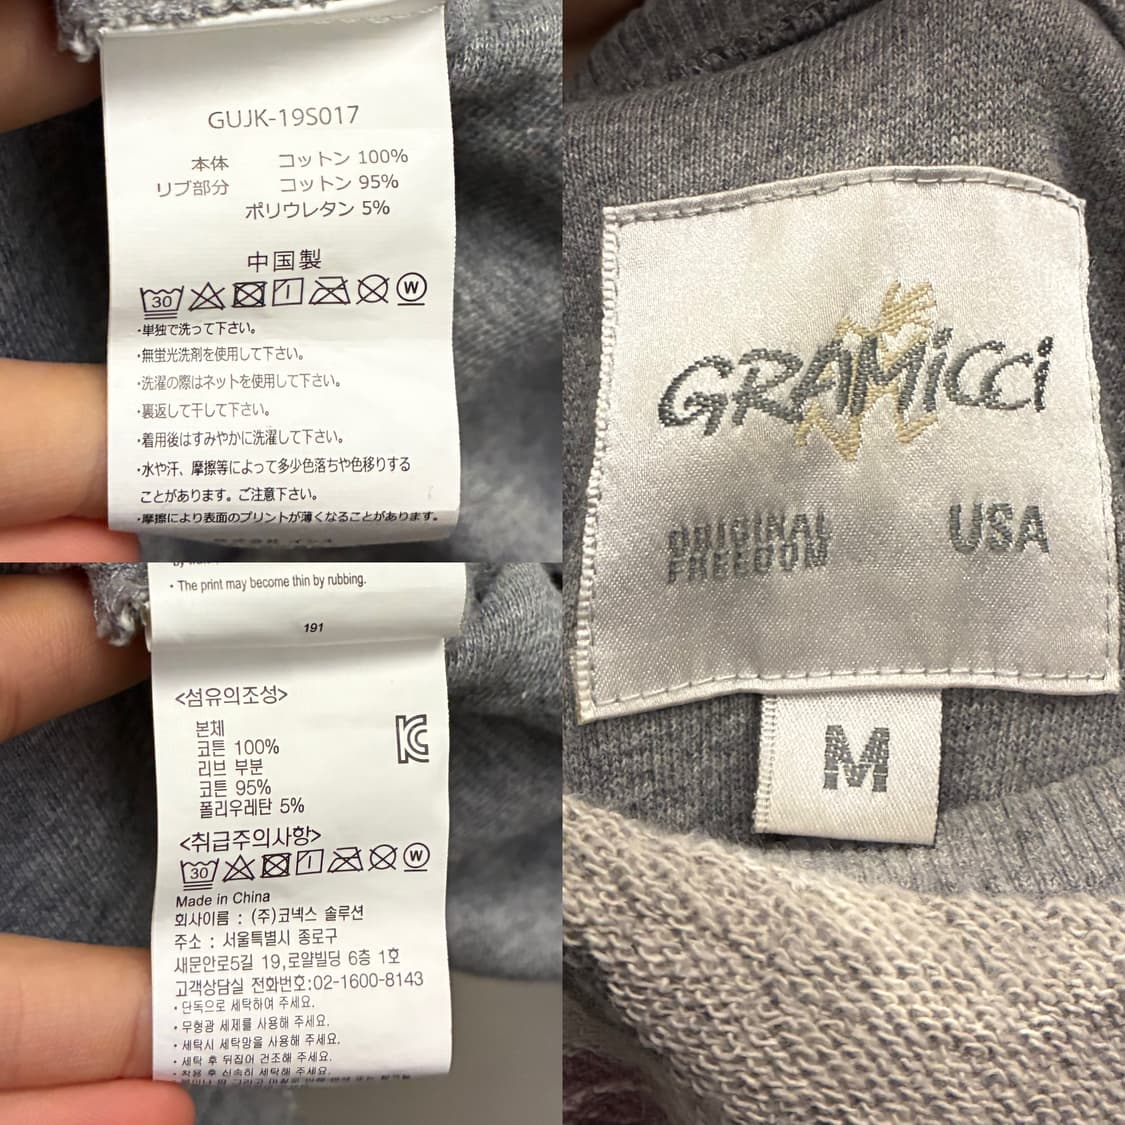 GUJK-19S017
本体 コットン 100%
リブ部分 コットン 95%
ポリウレタン 5%
中国製
30 W
·単独で洗って下さい。
·無蛍光洗剤を使用して下さい。
·洗濯の際はネットを使用して下さい。
·裏返して干して下さい。
·着用後はすみやかに洗濯して下さい。
·水や汗、摩擦等によって多少色落ちや色移りする
ことがあります。ご注意下さい。
·摩擦により表面のプリントが薄くなることがあります。
• The print may become thin by rubbing.
191
<섬유의조성>
본체
코튼 100%
리브 부분
코튼 95%
폴리우레탄 5%
<취급주의사항>
30 W
Made in China
회사이름 : (주)코넥스 솔루션
주소 : 서울특별시 종로구
새문안로5길 19,로얄빌딩 6층 1호
고객상담실 전화번호:02-1600-8143
• 단독으로 세탁하여 주세요.
• 무형광 세제를 사용해 주세요.
• 세탁시 세탁망을 사용해 주세요.
• 세탁 후 뒤집어 건조해 주세요.
• 착용 후 신속히 세탁해 주세요.
GRAMiCCi
ORIGINAL
FREEDOM
USA
M